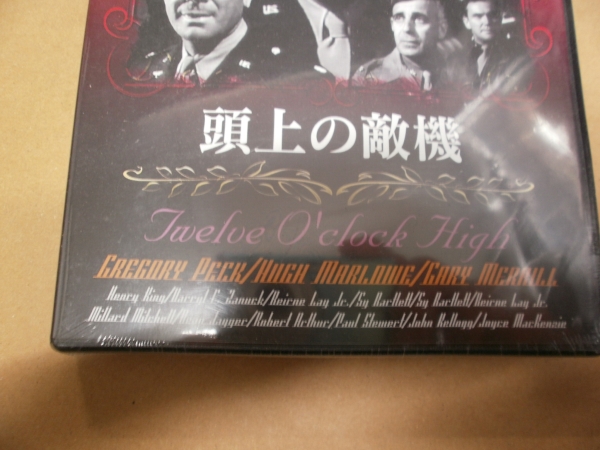 頭上の敵機
Twelve O'clock High
GREGORY PECK/HUGH MARLOWE/GARY MERRILL
Henry King/Darryl F. Zanuck/Beirne Lay Jr./Sy Bartlett/Sy Bartlett/Beirne Lay Jr.
Millard Mitchell/Dean Jagger/Robert Arthur/Paul Stewart/John Kellogg/Joyce MacKenzie